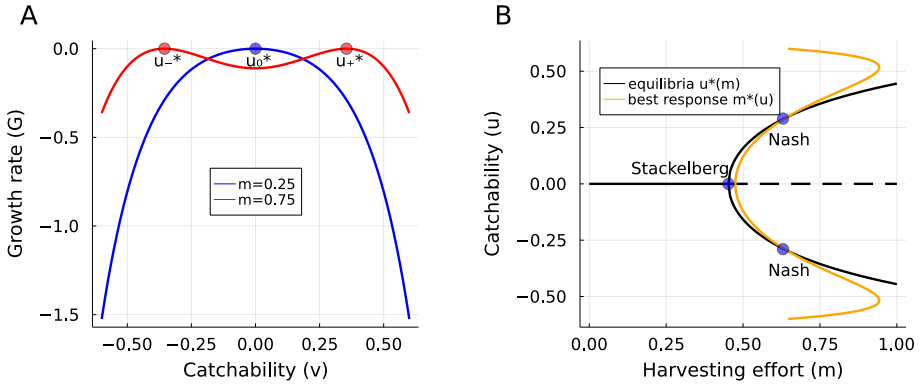 A
Growth rate (G)
0.0
−0.5
−1.0
−1.5
u₋*
u₀*
u₊*
m=0.25
m=0.75
−0.50
−0.25
0.00
0.25
0.50
Catchability (v)
B
Catchability (u)
0.50
0.25
0.00
−0.25
−0.50
equilibria u*(m)
best response m*(u)
Nash
Stackelberg
Nash
0.00
0.25
0.50
0.75
1.00
Harvesting effort (m)